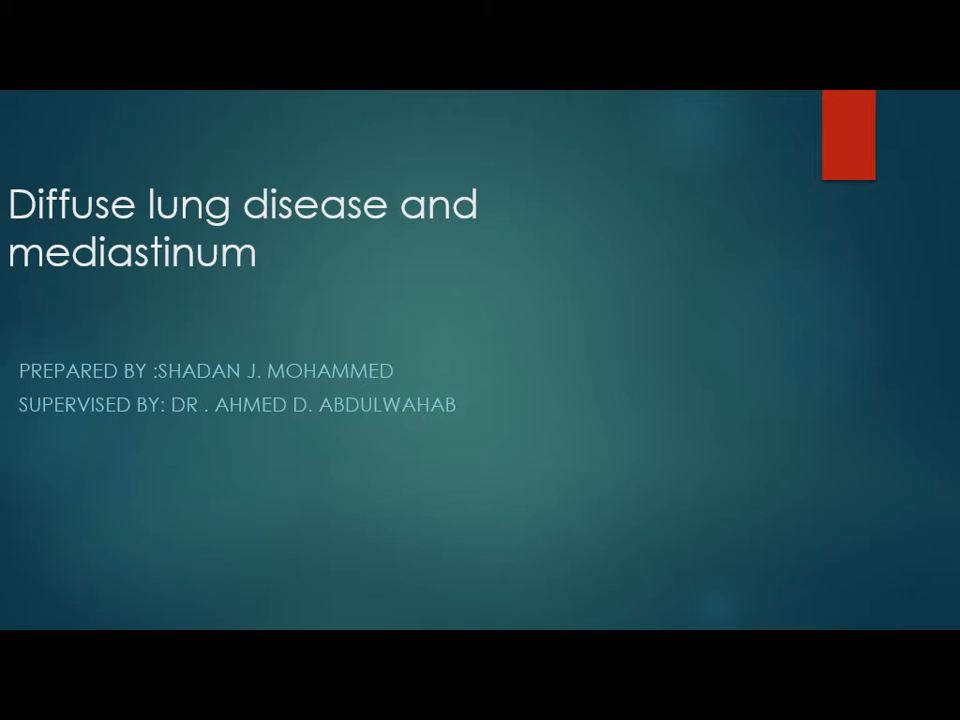 Diffuse lung disease and
mediastinum
PREPARED BY :SHADAN J. MOHAMMED
SUPERVISED BY: DR . AHMED D. ABDULWAHAB